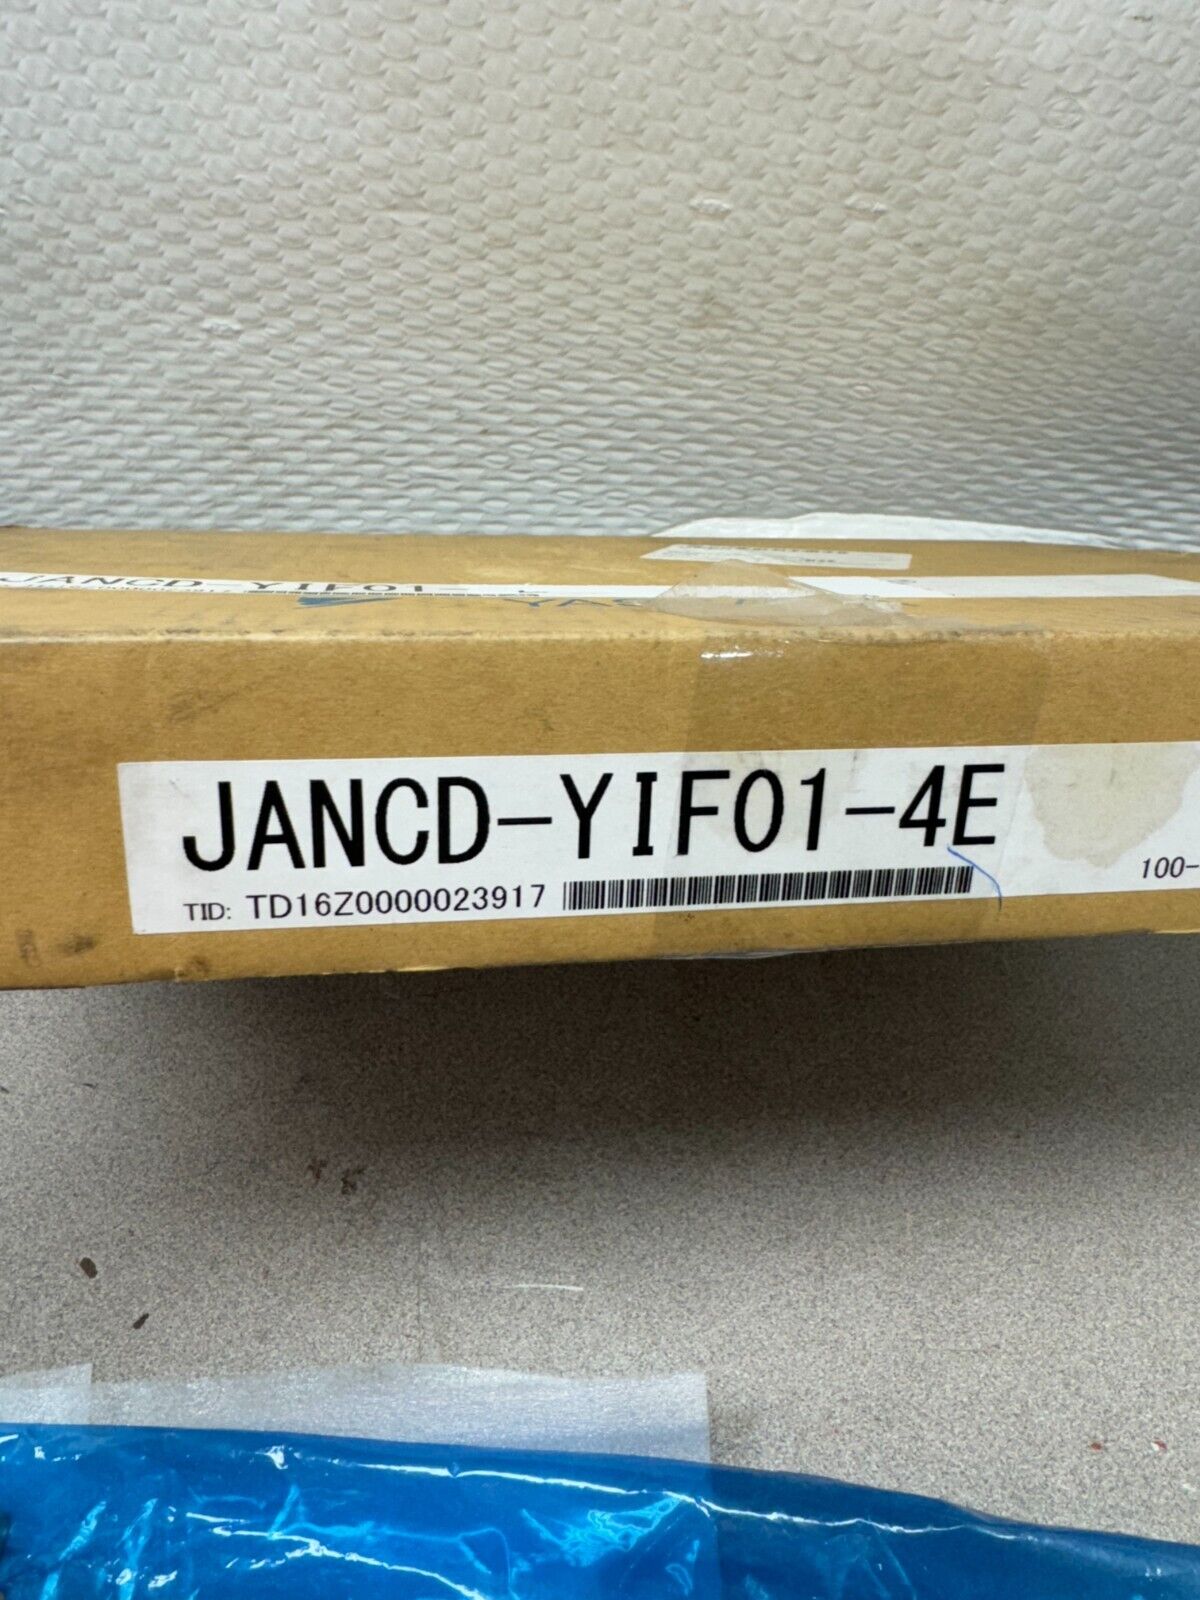 JANCD-YIF01-
JANCD-YIF01-4E
TID: TD16Z0000023917
100-